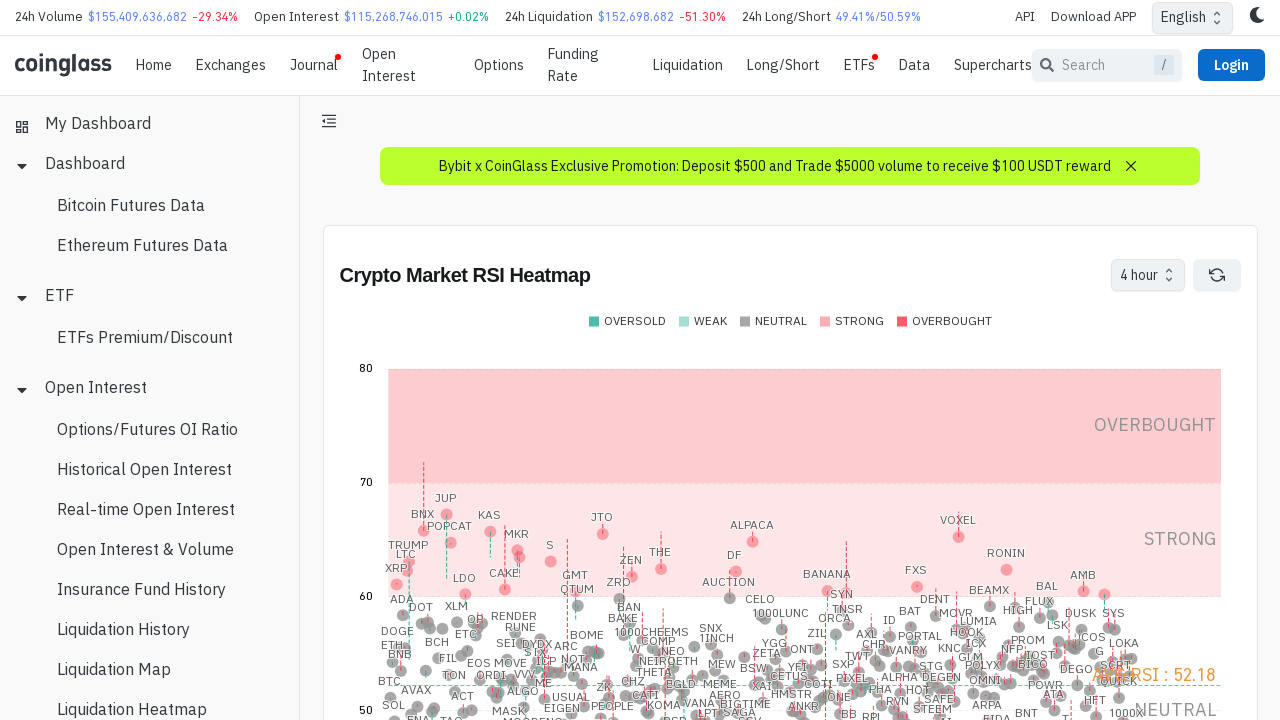 24h Volume $155,409,636,682 -29.34% Open Interest $115,268,746,015 +0.02% 24h Liquidation $152,698,682 -51.30% 24h Long/Short 49.41%/50.59% API Download APP English
coinglass Home Exchanges Journal Open Interest Options Funding Rate Liquidation Long/Short ETFs Data Supercharts Search / Login
My Dashboard
Dashboard
Bitcoin Futures Data
Ethereum Futures Data
ETF
ETFs Premium/Discount
Open Interest
Options/Futures OI Ratio
Historical Open Interest
Real-time Open Interest
Open Interest & Volume
Insurance Fund History
Liquidation History
Liquidation Map
Liquidation Heatmap
Bybit x CoinGlass Exclusive Promotion: Deposit $500 and Trade $5000 volume to receive $100 USDT reward
Crypto Market RSI Heatmap
4 hour
OVERSOLD WEAK NEUTRAL STRONG OVERBOUGHT
80
OVERBOUGHT
70
JUP
BNX KAS
POPCAT JTO VOXEL
MKR ALPACA
STRONG
TRUMP S
LTC THE DF RONIN
XRP ZEN FXS
LDO CAKE GMT BANANA AMB
QTUM ZRO AUCTION BEAMX BAL
60
ADA SYN
DOT XLM BAN CELO DENT FLUX
RENDER BAKE 1000LUNC TNSR BAT MOVR HIGH DUSK SYS
OP RUNE ORCA ID LUMIA LSK
DOGE ETC BOME 1000CHEEMS SNX ZIL AXL PORTAL HOOK ICOS
ETH BCH SEI DYDX ARC COMP 1INCH YGG CHR ICX PROM LOKA
BNB STX W NEO ZETA ONT VANRY KNC NFP IOST G
FIL ICP NOT NEIROETH MEW TWT GLM
EOS MOVE MANA THETA BSW YFI SXP STG POLYX BICO DEGO
TON ORDI VVV CETUS PIXEL ALPHA DEGEN OMNI AVG RSI : 52.18
BTC ME CHZ BGLD MEME XAI COTI POWR QUICK
AVAX ACT ALGO ZK CATI AERO HMSTR HOT ATA
SOL USUAL KOMA VANA BIGTIME RVN SAFE ARPA HFT
MASK EIGEN PEOPLE ANKR STEEM BNT 1000X NEUTRAL
50
SAGA BB